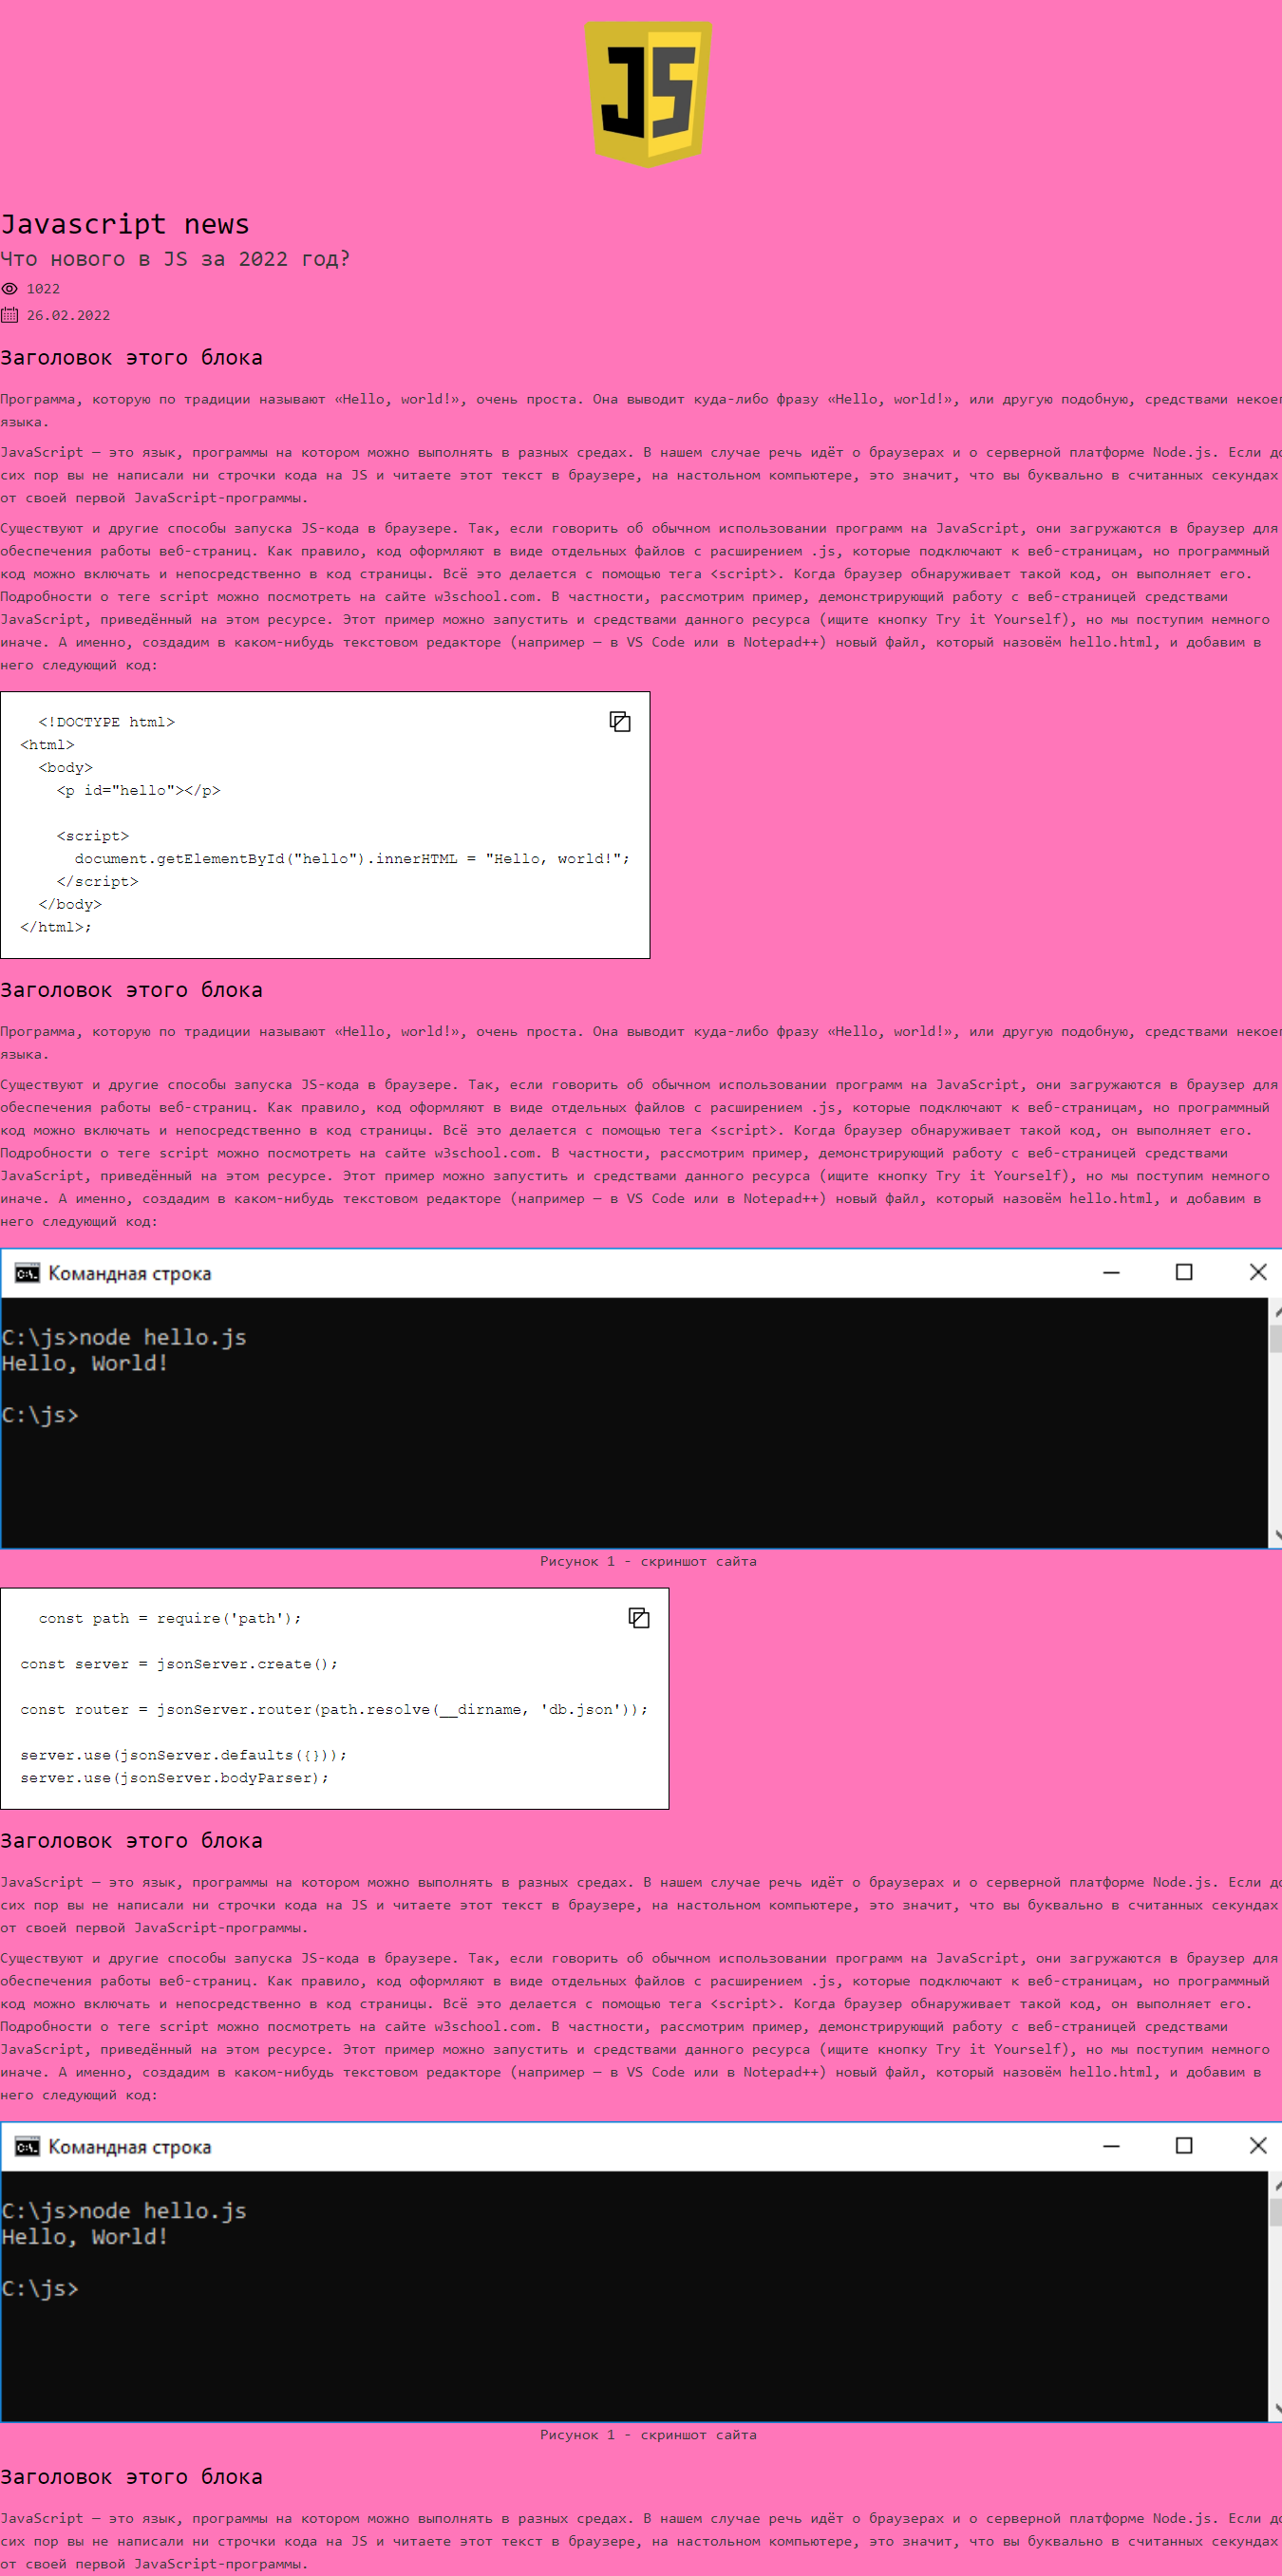 JS
Javascript news
Что нового в JS за 2022 год?
1022
26.02.2022
Заголовок этого блока
Программа, которую по традиции называют «Hello, world!», очень проста. Она выводит куда-либо фразу «Hello, world!», или другую подобную, средствами
языка.
JavaScript — это язык, программы на котором можно выполнять в разных средах. В нашем случае речь идёт о браузерах и о серверной платформе Node.js. Если до
сих пор вы не написали ни строчки кода на JS и читаете этот текст в браузере, на настольном компьютере, это значит, что вы буквально в считанных секундах
от своей первой JavaScript-программы.
Существуют и другие способы запуска JS-кода в браузере. Так, если говорить об обычном использовании программ на JavaScript, они загружаются в браузер для
обеспечения работы веб-страниц. Как правило, код оформляют в виде отдельных файлов с расширением .js, которые подключают к веб-страницам, но программный
код можно включать и непосредственно в код страницы. Всё это делается с помощью тега <script>. Когда браузер обнаруживает такой код, он выполняет его.
Подробности о теге script можно посмотреть на сайте w3school.com. В частности, рассмотрим пример, демонстрирующий работу с веб-страницей средствами
JavaScript, приведённый на этом ресурсе. Этот пример можно запустить и средствами данного ресурса (ищите кнопку Try it Yourself), но мы поступим немного
иначе. А именно, создадим в каком-нибудь текстовом редакторе (например — в VS Code или в Notepad++) новый файл, который назовём hello.html, и добавим в
него следующий код:
<!DOCTYPE html>
<html>
<body>
<p id="hello"></p>
<script>
document.getElementById("hello").innerHTML = "Hello, world!";
</script>
</body>
</html>;
Заголовок этого блока
Программа, которую по традиции называют «Hello, world!», очень проста. Она выводит куда-либо фразу «Hello, world!», или другую подобную, средствами
языка.
Существуют и другие способы запуска JS-кода в браузере. Так, если говорить об обычном использовании программ на JavaScript, они загружаются в браузер для
обеспечения работы веб-страниц. Как правило, код оформляют в виде отдельных файлов с расширением .js, которые подключают к веб-страницам, но программный
код можно включать и непосредственно в код страницы. Всё это делается с помощью тега <script>. Когда браузер обнаруживает такой код, он выполняет его.
Подробности о теге script можно посмотреть на сайте w3school.com. В частности, рассмотрим пример, демонстрирующий работу с веб-страницей средствами
JavaScript, приведённый на этом ресурсе. Этот пример можно запустить и средствами данного ресурса (ищите кнопку Try it Yourself), но мы поступим немного
иначе. А именно, создадим в каком-нибудь текстовом редакторе (например — в VS Code или в Notepad++) новый файл, который назовём hello.html, и добавим в
него следующий код:
Командная строка
C:\js>node hello.js
Hello, World!
C:\js>
Рисунок 1 - скриншот сайта
const path = require('path');
const server = jsonServer.create();
const router = jsonServer.router(path.resolve(__dirname, 'db.json'));
server.use(jsonServer.defaults({}));
server.use(jsonServer.bodyParser);
Заголовок этого блока
JavaScript — это язык, программы на котором можно выполнять в разных средах. В нашем случае речь идёт о браузерах и о серверной платформе Node.js. Если до
сих пор вы не написали ни строчки кода на JS и читаете этот текст в браузере, на настольном компьютере, это значит, что вы буквально в считанных секундах
от своей первой JavaScript-программы.
Существуют и другие способы запуска JS-кода в браузере. Так, если говорить об обычном использовании программ на JavaScript, они загружаются в браузер для
обеспечения работы веб-страниц. Как правило, код оформляют в виде отдельных файлов с расширением .js, которые подключают к веб-страницам, но программный
код можно включать и непосредственно в код страницы. Всё это делается с помощью тега <script>. Когда браузер обнаруживает такой код, он выполняет его.
Подробности о теге script можно посмотреть на сайте w3school.com. В частности, рассмотрим пример, демонстрирующий работу с веб-страницей средствами
JavaScript, приведённый на этом ресурсе. Этот пример можно запустить и средствами данного ресурса (ищите кнопку Try it Yourself), но мы поступим немного
иначе. А именно, создадим в каком-нибудь текстовом редакторе (например — в VS Code или в Notepad++) новый файл, который назовём hello.html, и добавим в
него следующий код:
Командная строка
C:\js>node hello.js
Hello, World!
C:\js>
Рисунок 1 - скриншот сайта
Заголовок этого блока
JavaScript — это язык, программы на котором можно выполнять в разных средах. В нашем случае речь идёт о браузерах и о серверной платформе Node.js. Если до
сих пор вы не написали ни строчки кода на JS и читаете этот текст в браузере, на настольном компьютере, это значит, что вы буквально в считанных секундах
от своей первой JavaScript-программы.